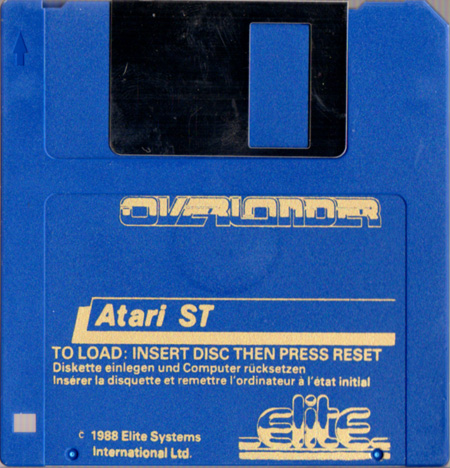 OVERLANDER
Atari ST
TO LOAD: INSERT DISC THEN PRESS RESET
Diskette einlegen und Computer rücksetzen
Insérer la disquette et remettre l'ordinateur à l'état initial
elite
c 1988 Elite Systems
International Ltd.